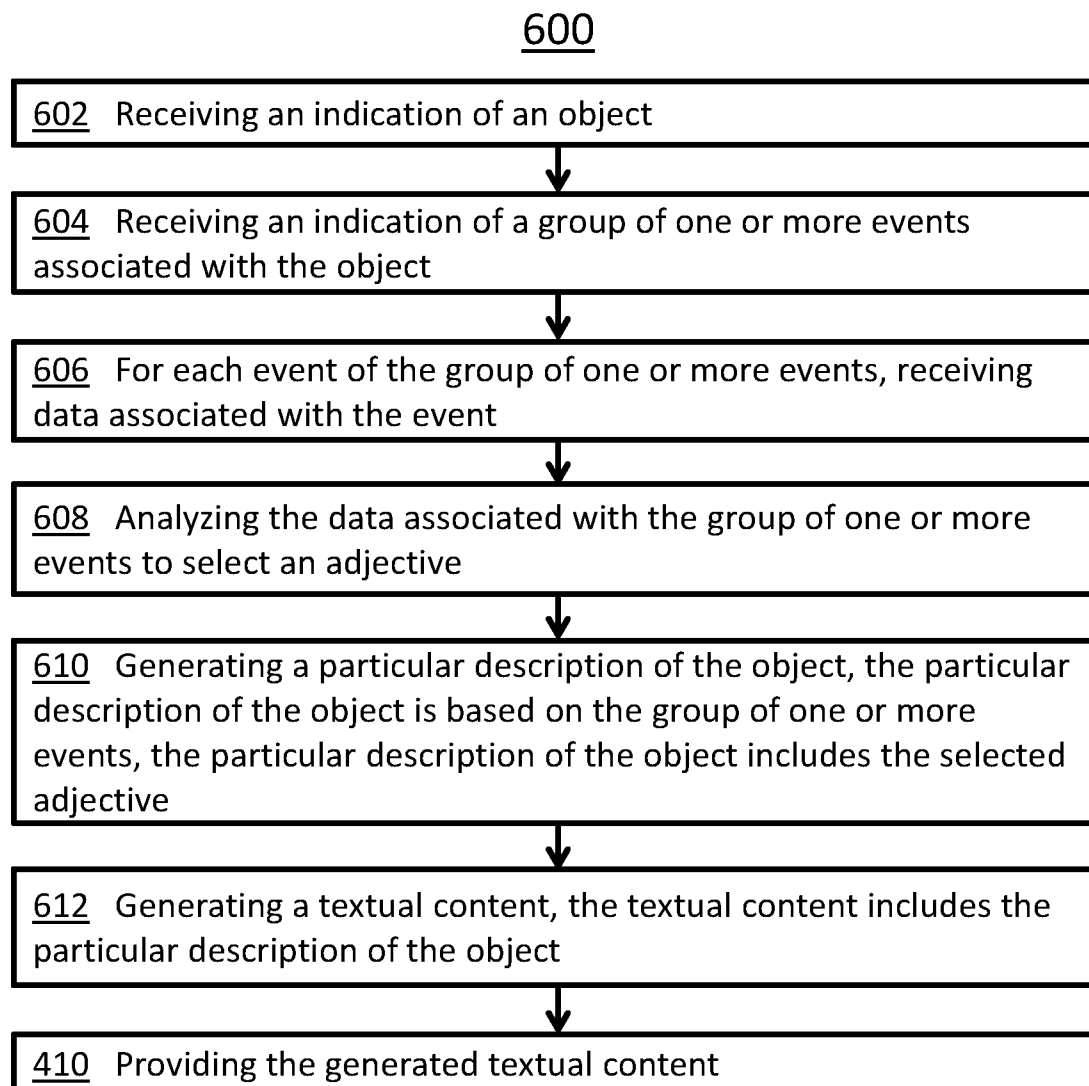 600
602 Receiving an indication of an object
604 Receiving an indication of a group of one or more events
associated with the object
606 For each event of the group of one or more events, receiving
data associated with the event
608 Analyzing the data associated with the group of one or more
events to select an adjective
610 Generating a particular description of the object, the particular
description of the object is based on the group of one or more
events, the particular description of the object includes the selected
adjective
612 Generating a textual content, the textual content includes the
particular description of the object
410 Providing the generated textual content